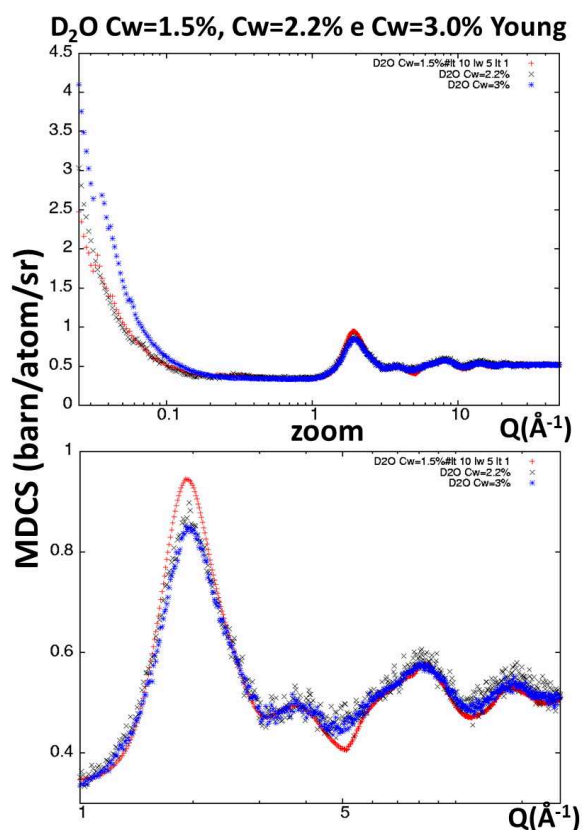 D₂O Cw=1.5%, Cw=2.2% e Cw=3.0% Young
4.5
4
3.5
3
2.5
2
1.5
1
0.5
0
D2O Cw=1.5%#lt 10 lw 5 lt 1
D2O Cw=2.2%
D2O Cw=3%
0.1
1
10
Q(Å⁻¹)
zoom
MDCS (barn/atom/sr)
1
0.8
0.6
0.4
D2O Cw=1.5%#lt 10 lw 5 lt 1
D2O Cw=2.2%
D2O Cw=3%
1
5
Q(Å⁻¹)